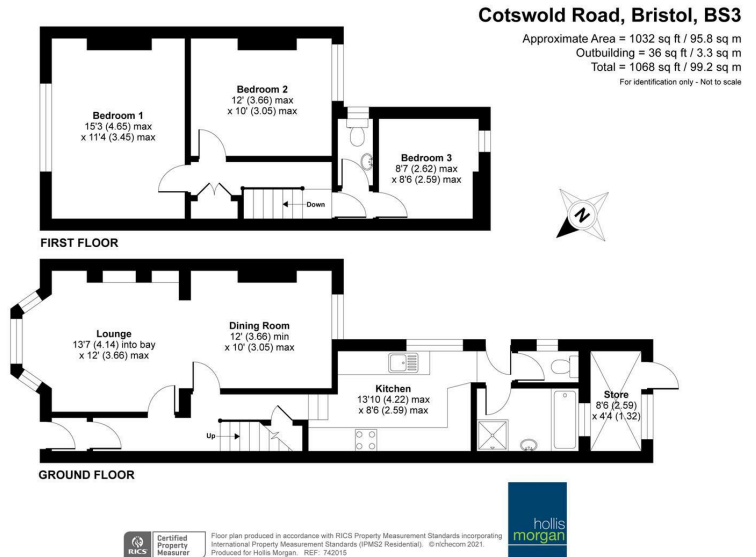 Cotswold Road, Bristol, BS3
Approximate Area = 1032 sq ft / 95.8 sq m
Outbuilding = 36 sq ft / 3.3 sq m
Total = 1068 sq ft / 99.2 sq m
For identification only - Not to scale
Bedroom 1
15'3 (4.65) max
x 11'4 (3.45) max
Bedroom 2
12' (3.66) max
x 10' (3.05) max
Bedroom 3
8'7 (2.62) max
x 8'6 (2.59) max
Down
FIRST FLOOR
N
Lounge
13'7 (4.14) into bay
x 12' (3.66) max
Dining Room
12' (3.66) min
x 10' (3.05) max
Kitchen
13'10 (4.22) max
x 8'6 (2.59) max
Store
8'6 (2.59)
x 4'4 (1.32)
Up
GROUND FLOOR
hollis
morgan
RICS
Certified
Property
Measurer
Floor plan produced in accordance with RICS Property Measurement Standards incorporating
International Property Measurement Standards (IPMS2 Residential). © nichecom 2021.
Produced for Hollis Morgan. REF: 742015